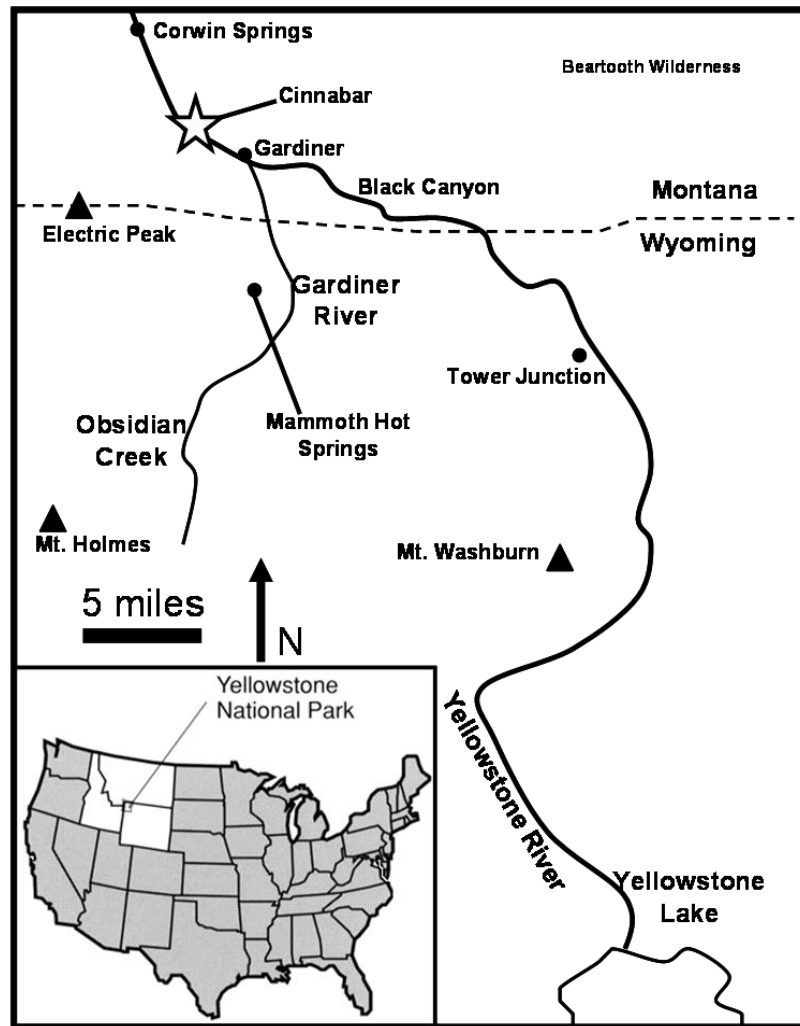 Corwin Springs
Beartooth Wilderness
Cinnabar
Gardiner
Black Canyon
Montana
Electric Peak
Wyoming
Gardiner
River
Tower Junction
Obsidian
Creek
Mammoth Hot
Springs
Mt. Holmes
Mt. Washburn
5 miles
N
Yellowstone
National Park
Yellowstone River
Yellowstone
Lake